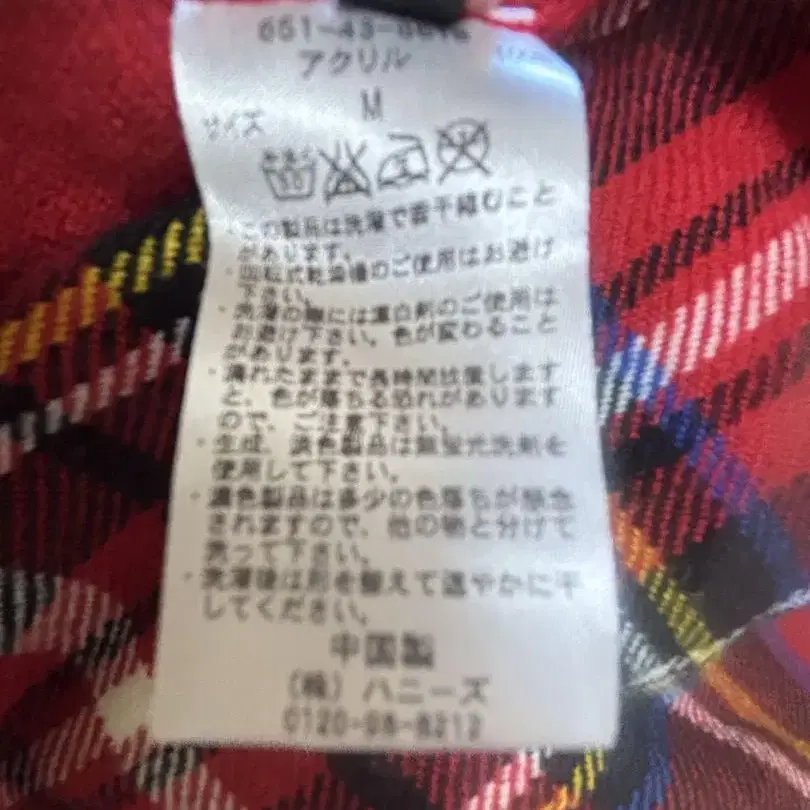 アクリル
M
サイズ
・この製品は洗濯で若干縮むこと
があります。
・回転式乾燥機のご使用はお避け
下さい。
・洗濯の際には漂白剤のご使用は
お避け下さい。色が変わること
があります。
・濡れたままで長時間放置します
と、色が落ちる恐れがあります
ので、ご注意下さい。
・生成、淡色製品は無蛍光洗剤を
使用して下さい。
・濃色製品は多少の色落ちが懸念
されますので、他の物と分けて
洗って下さい。
・洗濯後は形を整えて速やかに干
してください。
中国製
(株) ハニーズ
0120-08-8213